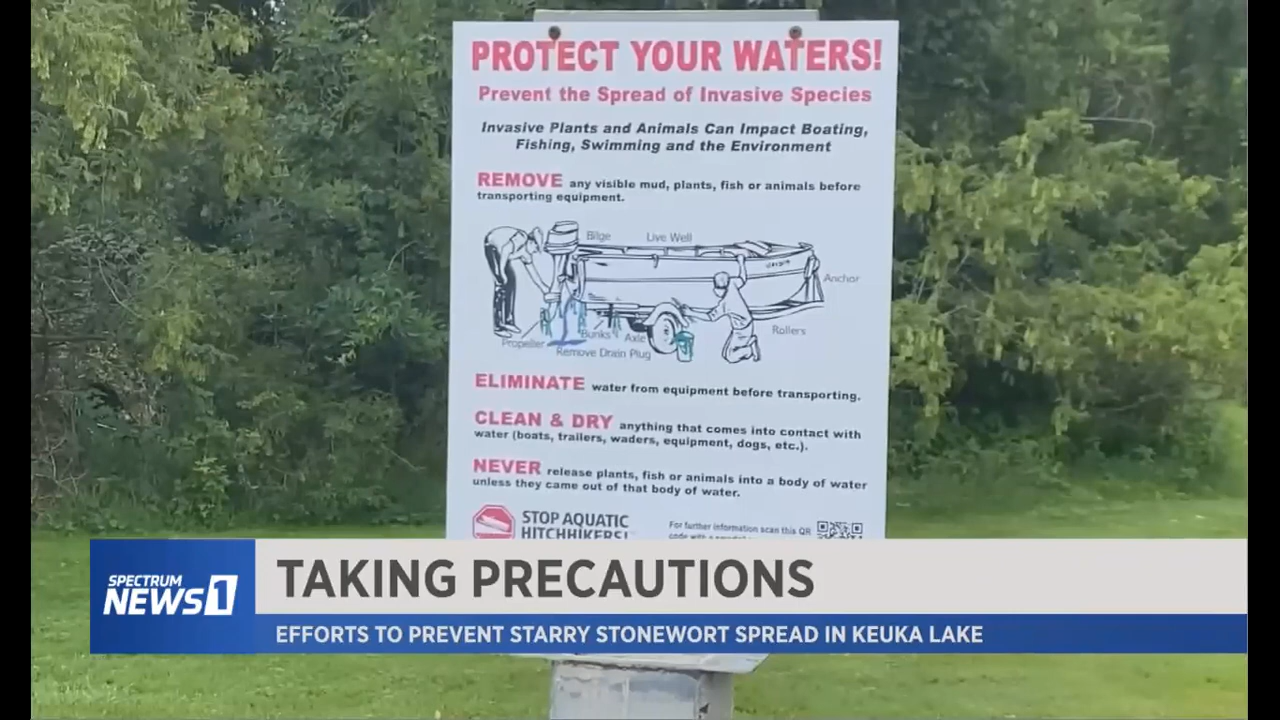 PROTECT YOUR WATERS!
Prevent the Spread of Invasive Species
Invasive Plants and Animals Can Impact Boating,
Fishing, Swimming and the Environment
REMOVE any visible mud, plants, fish or animals before
transporting equipment.
Bilge
Live Well
Anchor
Rollers
Bunks
Axle
Propeller
Remove Drain Plug
ELIMINATE water from equipment before transporting.
CLEAN & DRY anything that comes into contact with
water (boats, trailers, waders, equipment, dogs, etc.).
NEVER release plants, fish or animals into a body of water
unless they came out of that body of water.
STOP AQUATIC
HITCHHIKERS!
For further information scan this QR
code with a
SPECTRUM
NEWS 1
TAKING PRECAUTIONS
EFFORTS TO PREVENT STARRY STONEWORT SPREAD IN KEUKA LAKE